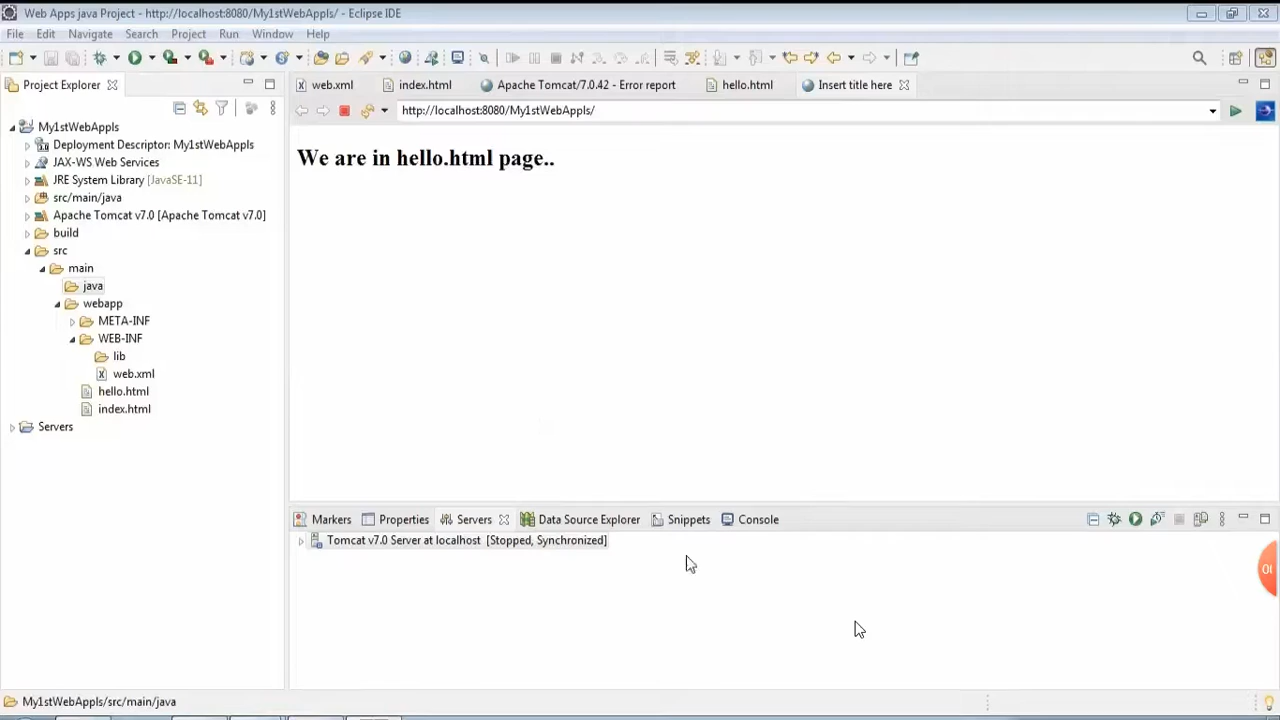 Web Apps java Project - http://localhost:8080/My1stWebAppls/ - Eclipse IDE
File Edit Navigate Search Project Run Window Help
Project Explorer
web.xml index.html Apache Tomcat/7.0.42 - Error report hello.html Insert title here
http://localhost:8080/My1stWebAppls/
We are in hello.html page..
My1stWebAppls
Deployment Descriptor: My1stWebAppls
JAX-WS Web Services
JRE System Library [JavaSE-11]
src/main/java
Apache Tomcat v7.0 [Apache Tomcat v7.0]
build
src
main
java
webapp
META-INF
WEB-INF
lib
web.xml
hello.html
index.html
Servers
Markers Properties Servers Data Source Explorer Snippets Console
Tomcat v7.0 Server at localhost [Stopped, Synchronized]
My1stWebAppls/src/main/java